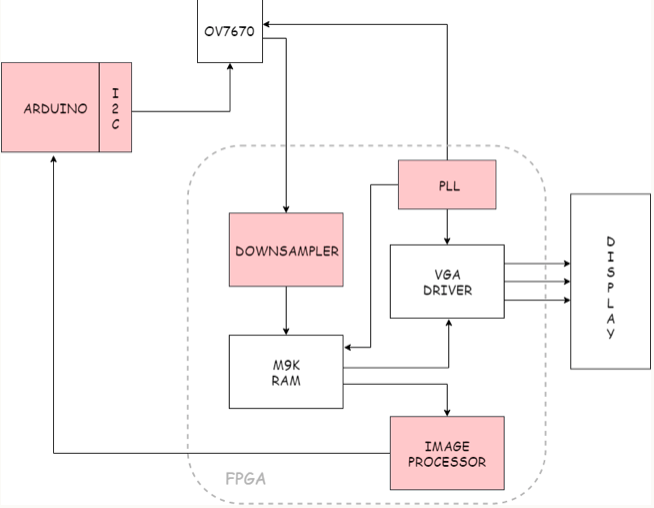 OV7670
ARDUINO
I
2
C
PLL
DOWNSAMPLER
VGA
DRIVER
D
I
S
P
L
A
Y
M9K
RAM
IMAGE
PROCESSOR
FPGA